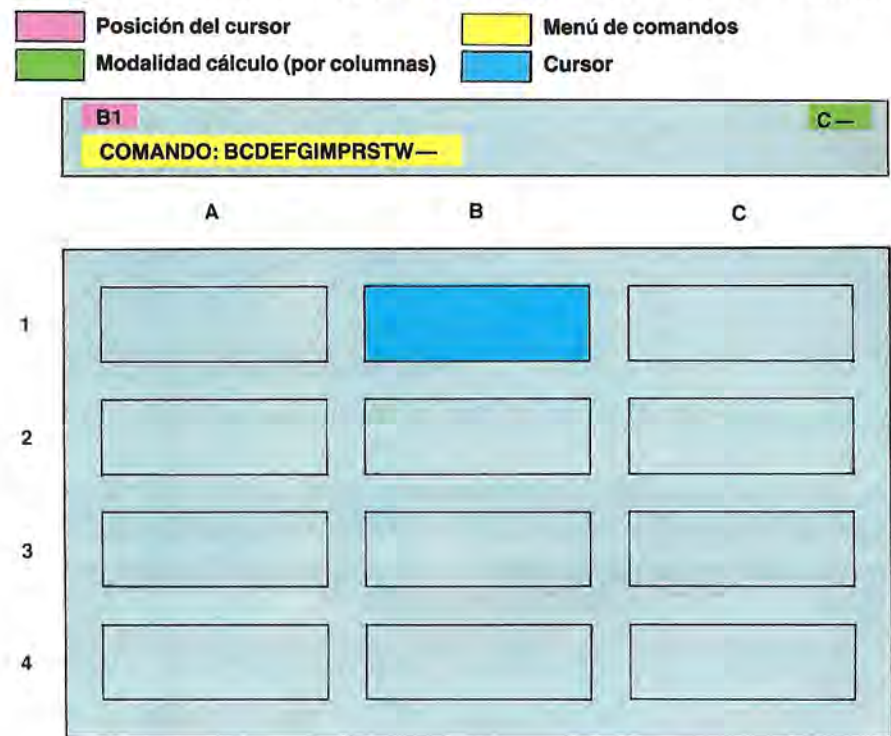 Posición del cursor
Menú de comandos
Modalidad cálculo (por columnas)
Cursor
B1
C—
COMANDO: BCDEFGIMPRSTW—
A B C
1
2
3
4